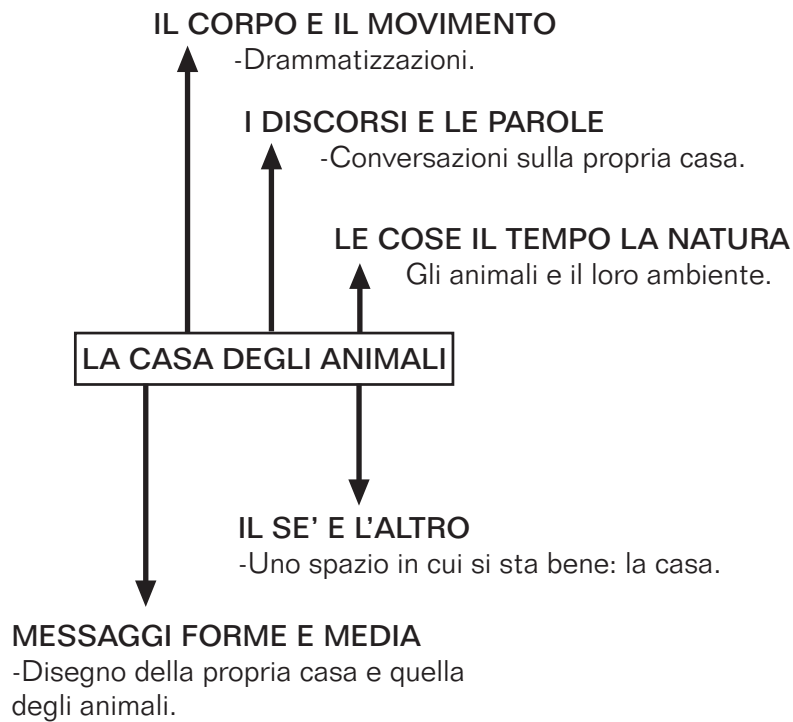 IL CORPO E IL MOVIMENTO
-Drammatizzazioni.
I DISCORSI E LE PAROLE
-Conversazioni sulla propria casa.
LE COSE IL TEMPO LA NATURA
Gli animali e il loro ambiente.
LA CASA DEGLI ANIMALI
IL SE’ E L’ALTRO
-Uno spazio in cui si sta bene: la casa.
MESSAGGI FORME E MEDIA
-Disegno della propria casa e quella
degli animali.